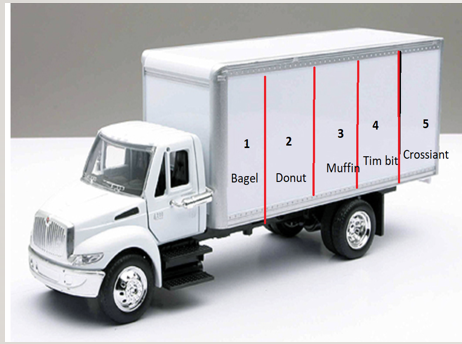 1
Bagel
2
Donut
3
Muffin
4
Tim bit
5
Crossiant